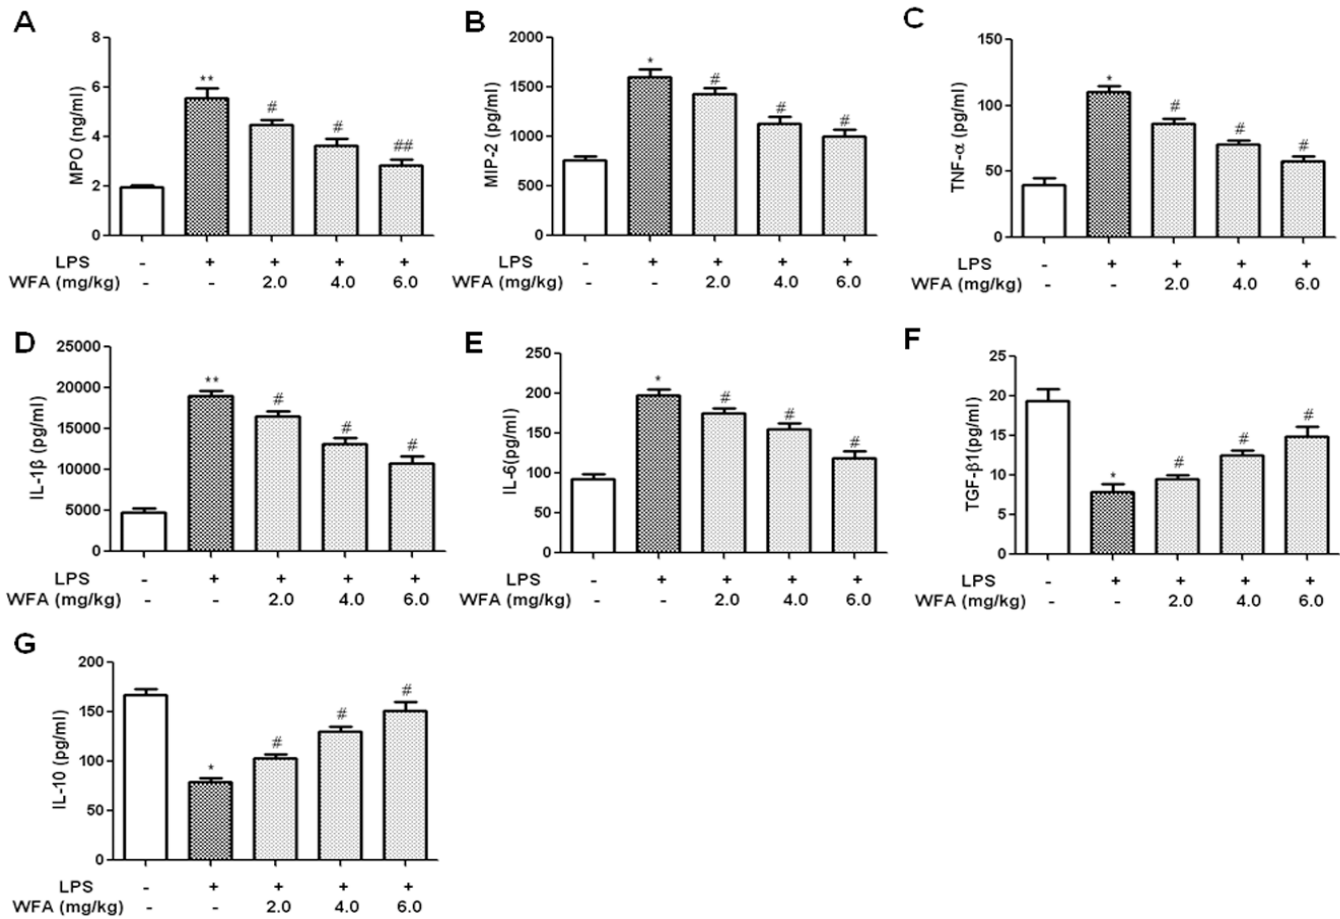 A
MPO (ng/ml)
8
6
4
2
0
** # # ##
LPS - + + + +
WFA (mg/kg) - - 2.0 4.0 6.0
B
MIP-2 (pg/ml)
2000
1500
1000
500
0
* # # #
LPS - + + + +
WFA (mg/kg) - - 2.0 4.0 6.0
C
TNF-α (pg/ml)
150
100
50
0
* # # #
LPS - + + + +
WFA (mg/kg) - - 2.0 4.0 6.0
D
IL-1β (pg/ml)
25000
20000
15000
10000
5000
0
** # # #
LPS - + + + +
WFA (mg/kg) - - 2.0 4.0 6.0
E
IL-6(pg/ml)
250
200
150
100
50
0
* # # #
LPS - + + + +
WFA (mg/kg) - - 2.0 4.0 6.0
F
TGF-β1(pg/ml)
25
20
15
10
5
0
* # # #
LPS - + + + +
WFA (mg/kg) - - 2.0 4.0 6.0
G
IL-10 (pg/ml)
200
150
100
50
0
* # # #
LPS - + + + +
WFA (mg/kg) - - 2.0 4.0 6.0